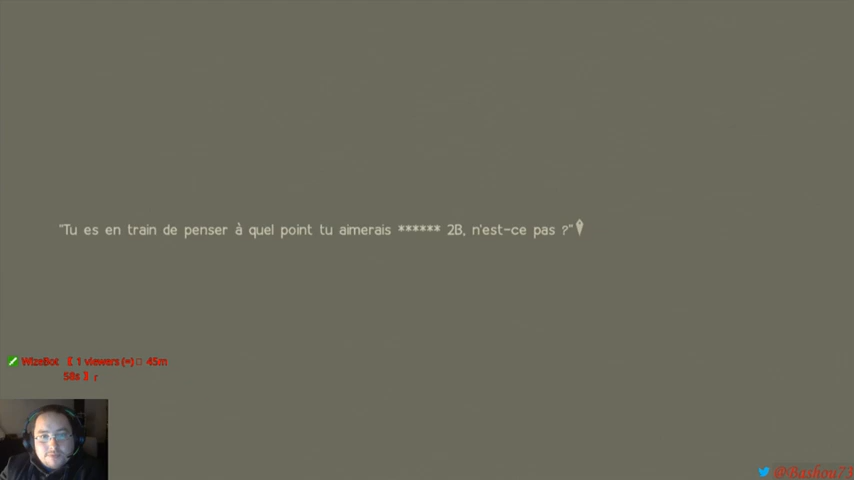 "Tu es en train de penser à quel point tu aimerais ****** 2B, n'est-ce pas ?"
WizeBot 【 1 viewers (=) □ 45m
58s 】 r
@Bashou73